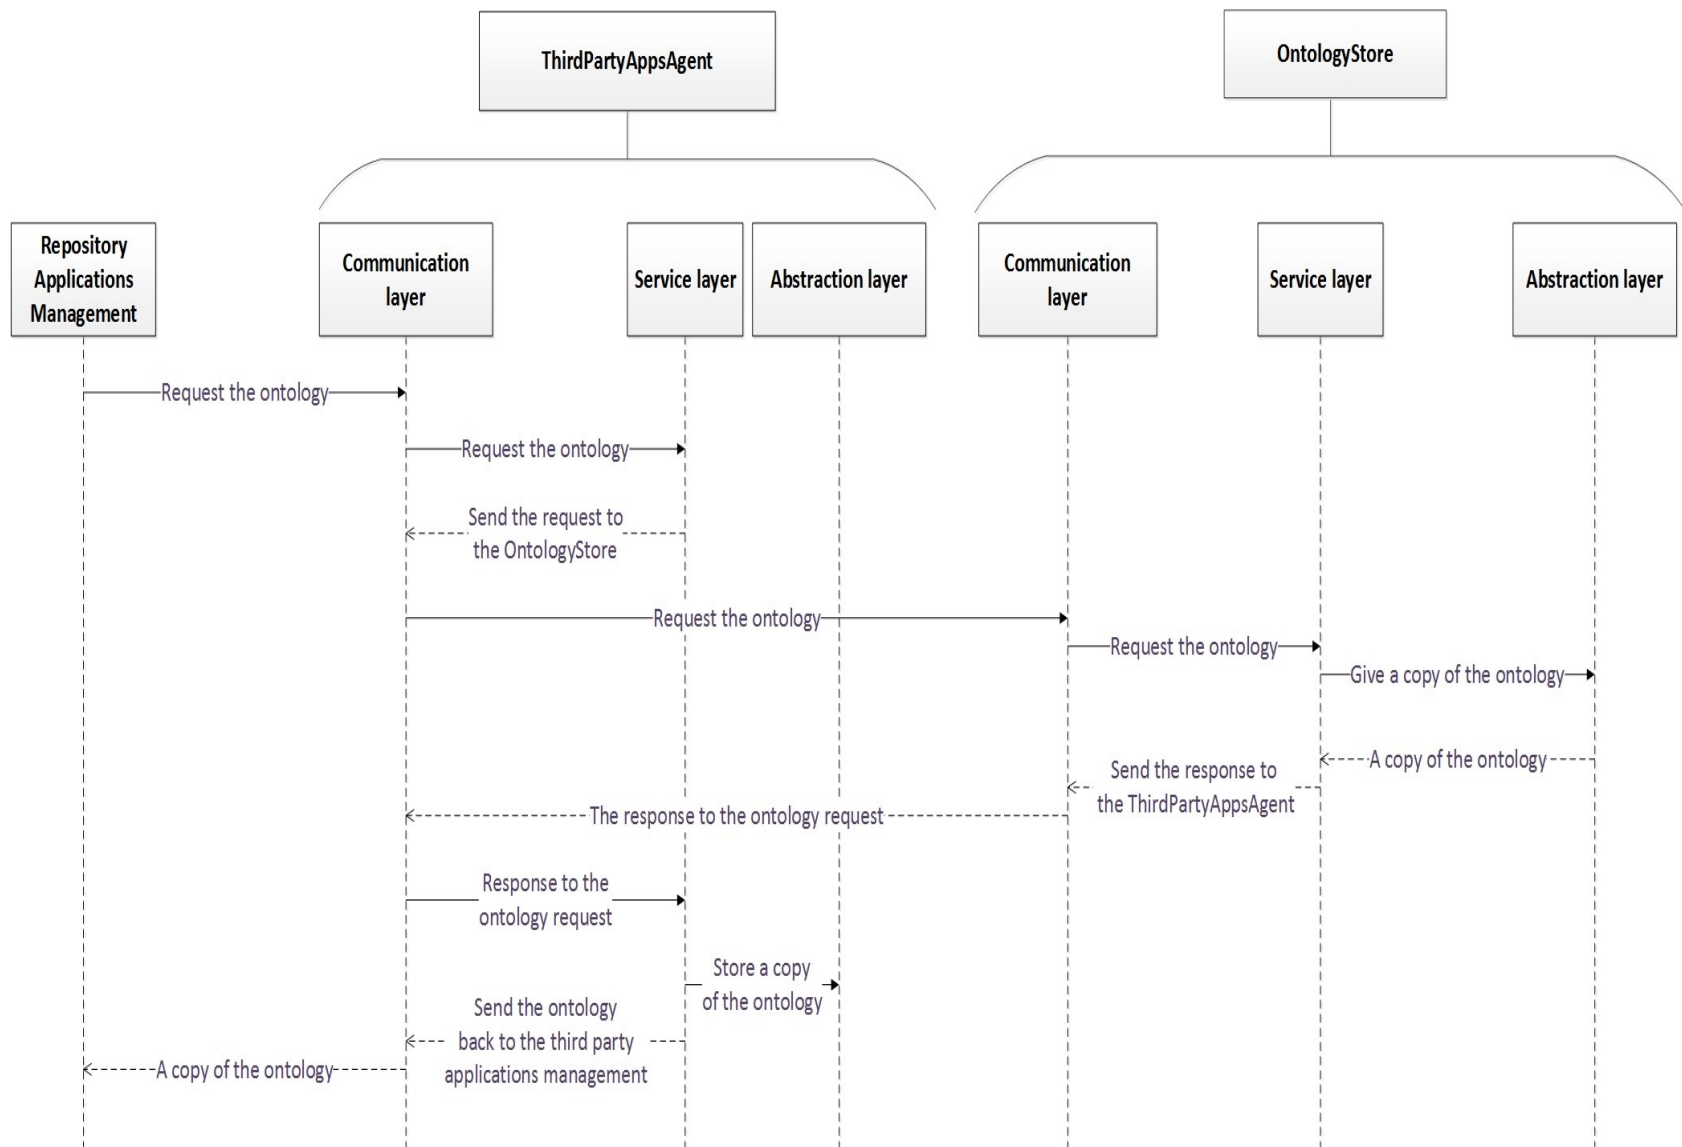 ThirdPartyAppsAgent
OntologyStore
Repository
Applications
Management
Communication
layer
Service layer
Abstraction layer
Communication
layer
Service layer
Abstraction layer
Request the ontology
Request the ontology
Send the request to
the OntologyStore
Request the ontology
Request the ontology
Give a copy of the ontology
A copy of the ontology
Send the response to
the ThirdPartyAppsAgent
The response to the ontology request
Response to the
ontology request
Store a copy
of the ontology
Send the ontology
back to the third party
applications management
A copy of the ontology